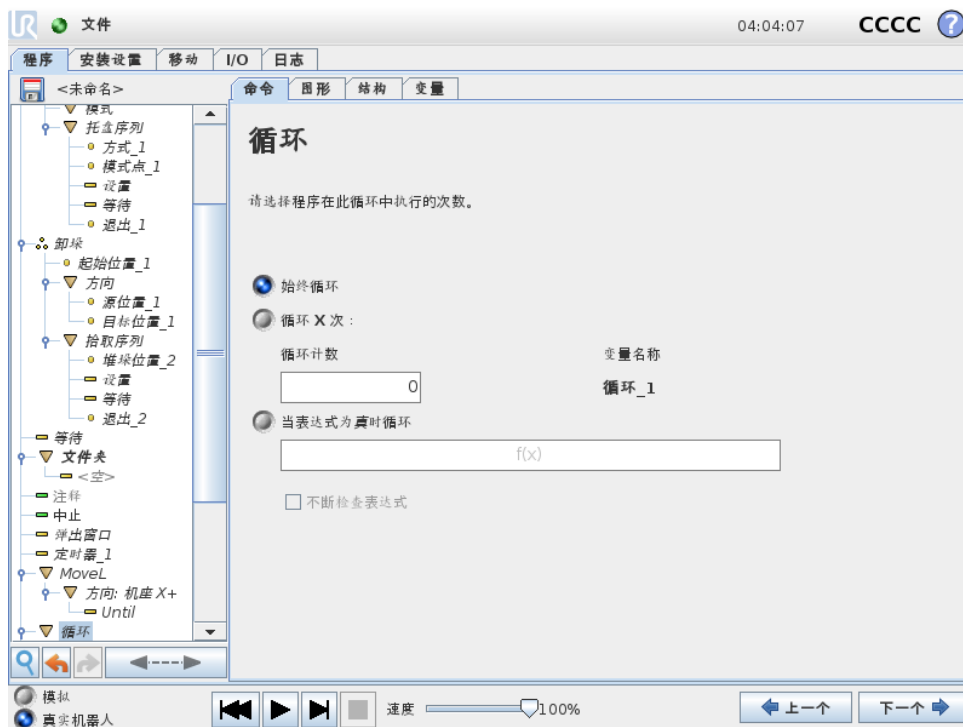 UR 文件 04:04:07 CCCC ?
程序 安装设置 移动 I/O 日志
<未命名>
命令 图形 结构 变量
模式
托盘序列
方式_1
模式点_1
设置
等待
退出_1
卸垛
起始位置_1
方向
源位置_1
目标位置_1
拾取序列
堆垛位置_2
设置
等待
退出_2
等待
文件夹
<空>
注释
中止
弹出窗口
定时器_1
MoveL
方向: 机座 X+
Until
循环
循环
请选择程序在此循环中执行的次数。
始终循环
循环 X 次：
循环计数 变量名称
0 循环_1
当表达式为真时循环
f(x)
不断检查表达式
模拟
真实机器人
速度 100%
上一个 下一个